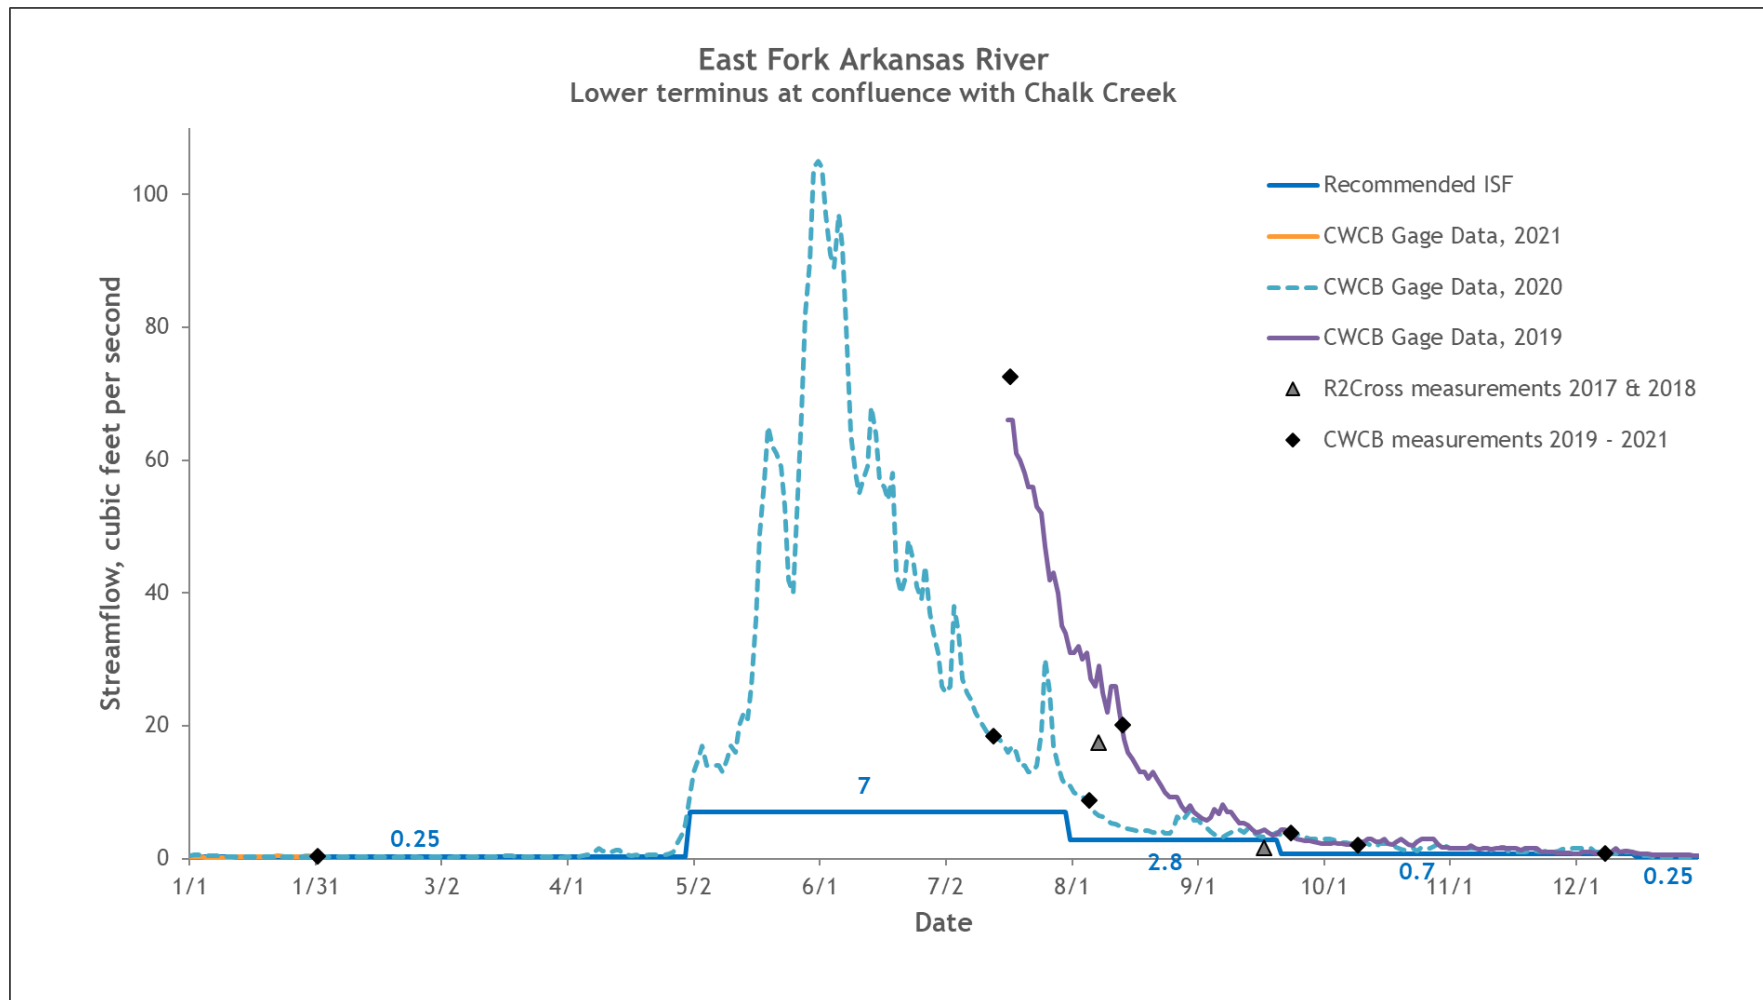 East Fork Arkansas River
Lower terminus at confluence with Chalk Creek
Streamflow, cubic feet per second
100
80
60
40
20
0
Recommended ISF
CWCB Gage Data, 2021
CWCB Gage Data, 2020
CWCB Gage Data, 2019
R2Cross measurements 2017 & 2018
CWCB measurements 2019 - 2021
0.25
7
2.8
0.7
0.25
1/1 1/31 3/2 4/1 5/2 6/1 7/2 8/1 9/1 10/1 11/1 12/1
Date